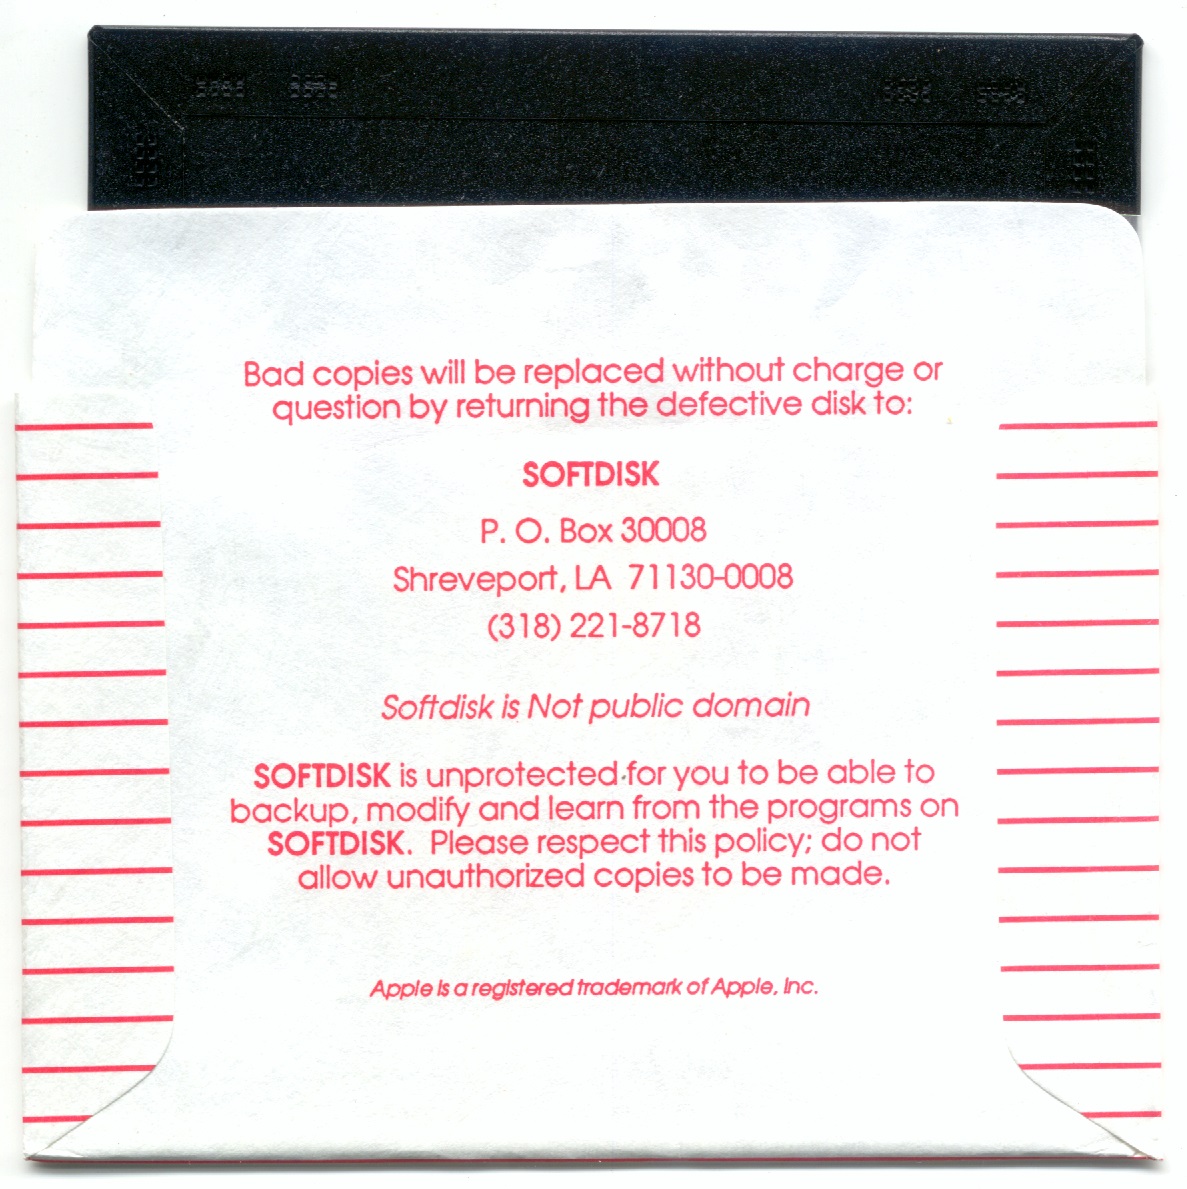 Bad copies will be replaced without charge or
question by returning the defective disk to:
SOFTDISK
P. O. Box 30008
Shreveport, LA 71130-0008
(318) 221-8718
Softdisk is Not public domain
SOFTDISK is unprotected for you to be able to
backup, modify and learn from the programs on
SOFTDISK. Please respect this policy; do not
allow unauthorized copies to be made.
Apple is a registered trademark of Apple, Inc.